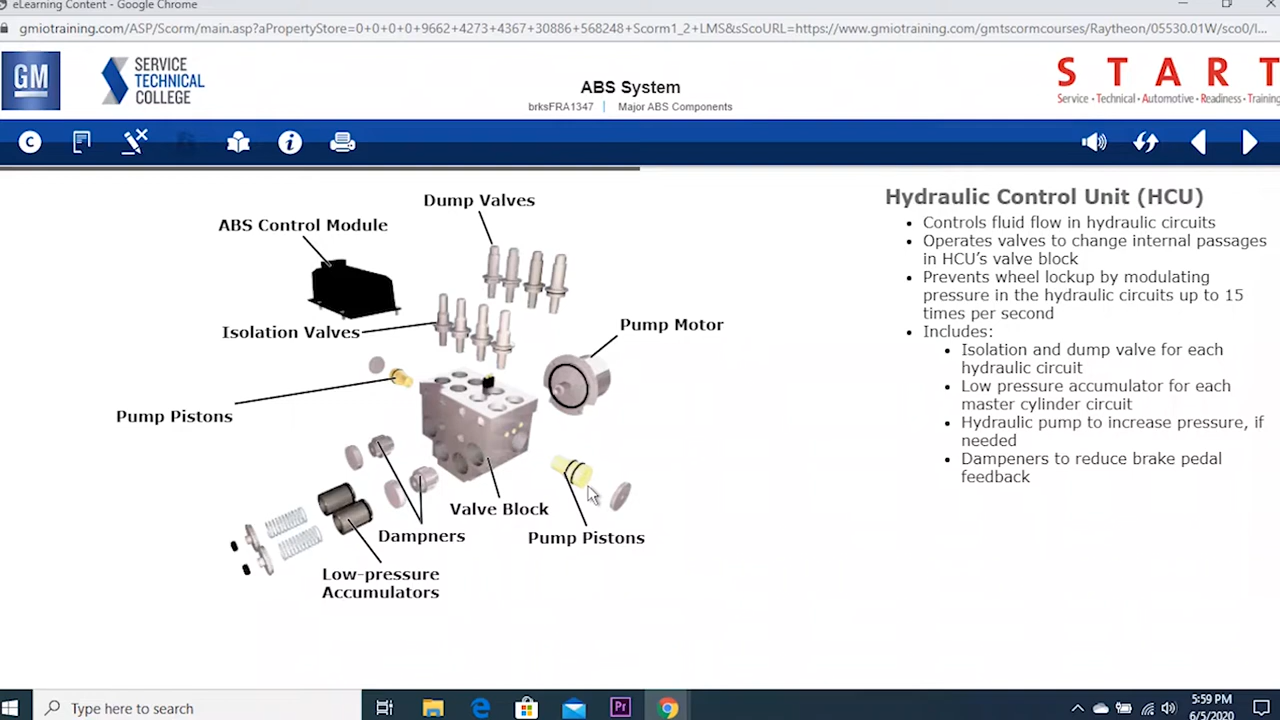 eLearning Content - Google Chrome
gmiotraining.com/ASP/Scorm/main.asp?aPropertyStore=0+0+0+0+9662+4273+4367+30886+568248+Scorm1_2+LMS&sScoURL=https://www.gmiotraining.com/gmtscormcourses/Raytheon/05530.01W/sco0/l...
GM
SERVICE
TECHNICAL
COLLEGE
ABS System
brksFRA1347 | Major ABS Components
START
Service • Technical • Automotive • Readiness • Training
Dump Valves
ABS Control Module
Isolation Valves
Pump Motor
Pump Pistons
Valve Block
Dampners
Pump Pistons
Low-pressure
Accumulators
Hydraulic Control Unit (HCU)
• Controls fluid flow in hydraulic circuits
• Operates valves to change internal passages
in HCU's valve block
• Prevents wheel lockup by modulating
pressure in the hydraulic circuits up to 15
times per second
• Includes:
• Isolation and dump valve for each
hydraulic circuit
• Low pressure accumulator for each
master cylinder circuit
• Hydraulic pump to increase pressure, if
needed
• Dampeners to reduce brake pedal
feedback
Type here to search
Pr
5:59 PM
6/5/2020